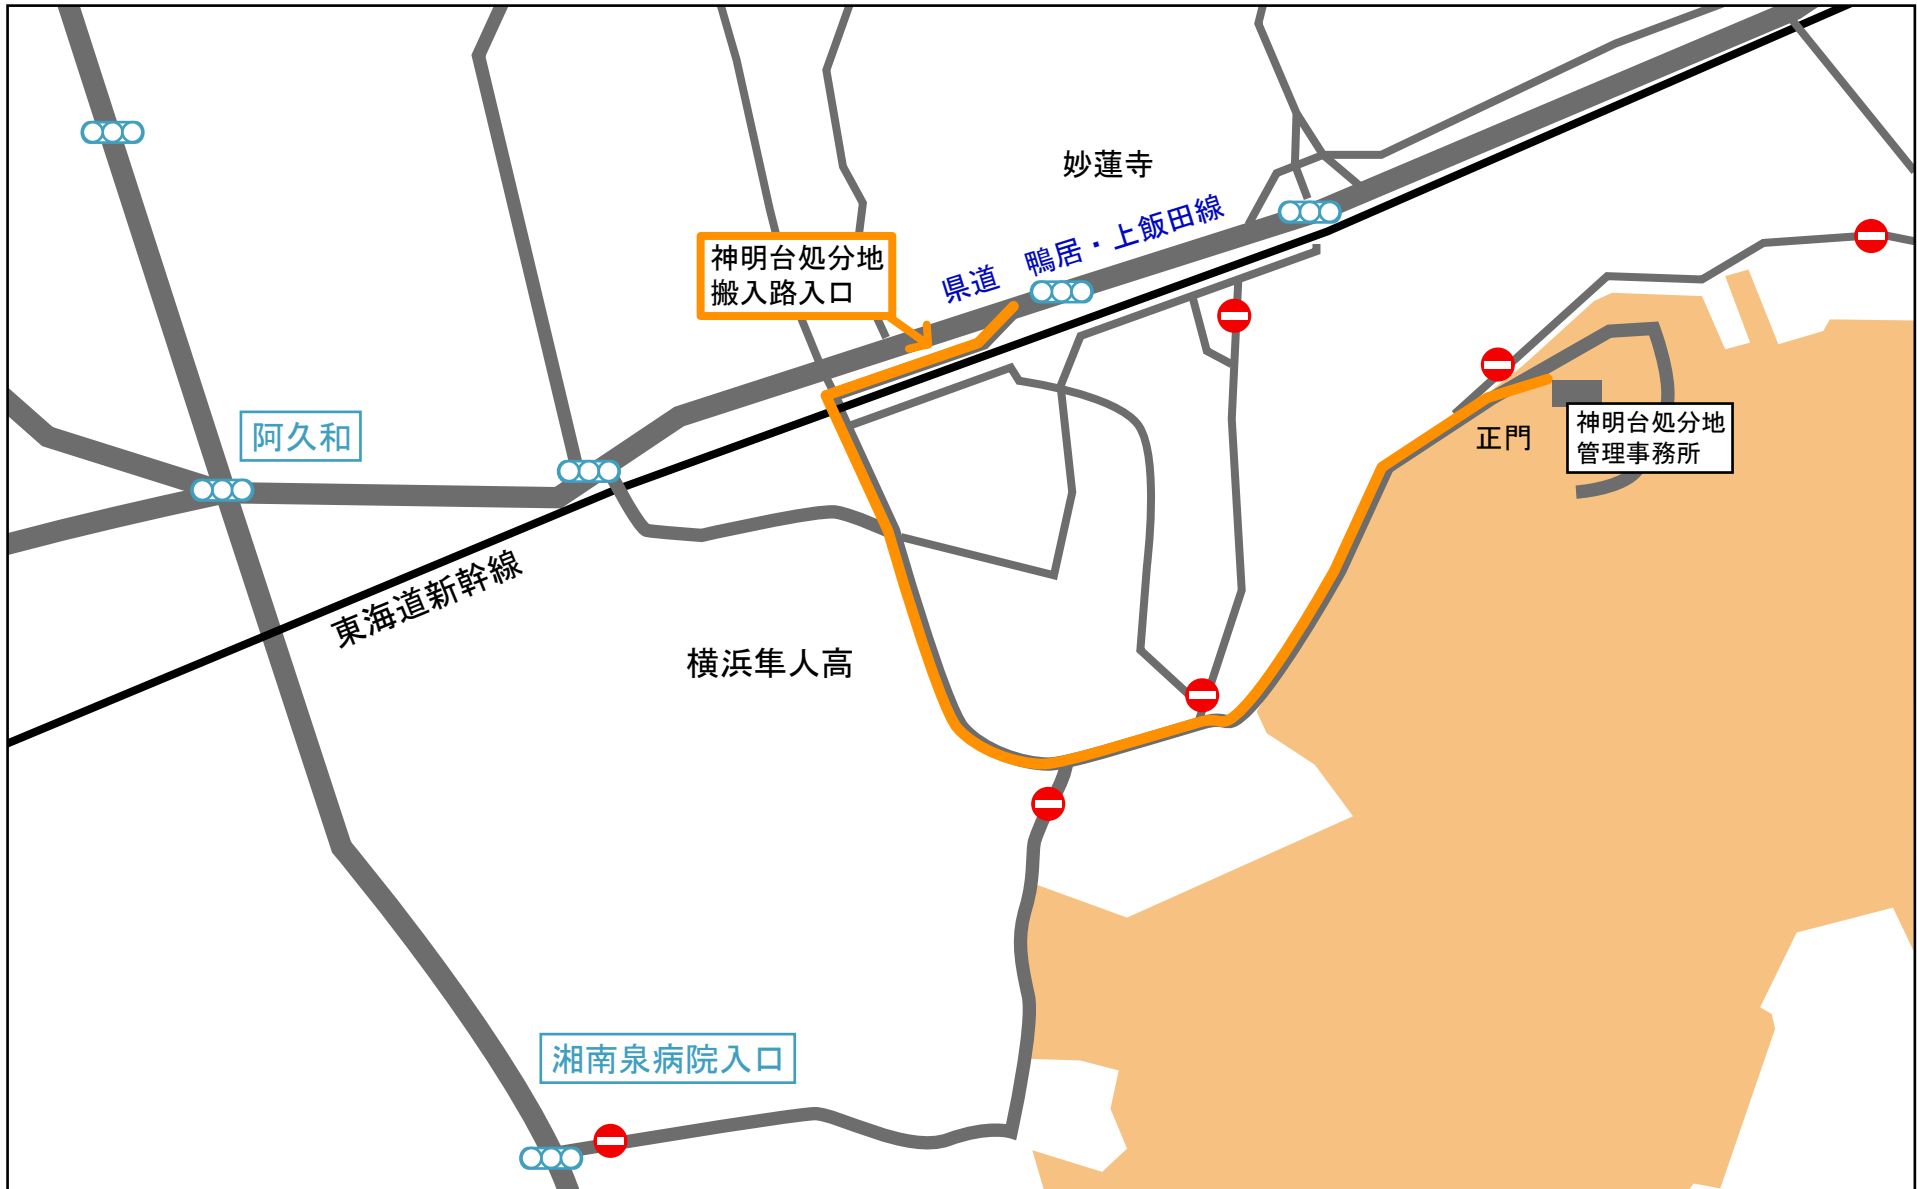 妙蓮寺
県道　鴨居・上飯田線
神明台処分地
搬入路入口
阿久和
正門
神明台処分地
管理事務所
東海道新幹線
横浜隼人高
湘南泉病院入口